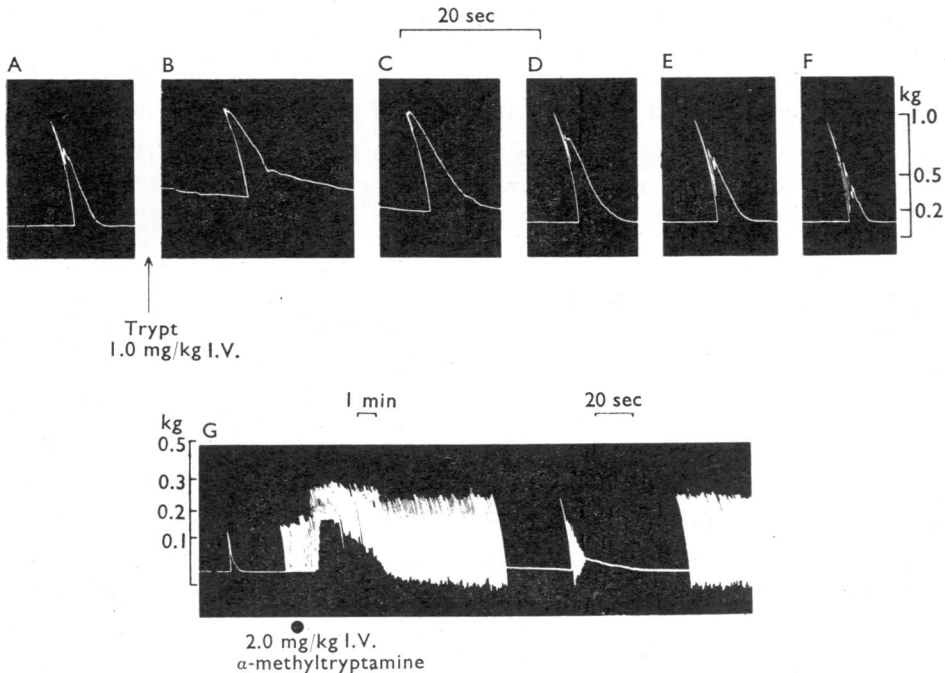 20 sec
A
B
C
D
E
F
kg
1.0
0.5
0.2
Trypt
1.0 mg/kg I.V.
1 min
20 sec
kg
G
0.5
0.3
0.2
0.1
2.0 mg/kg I.V.
α-methyltryptamine